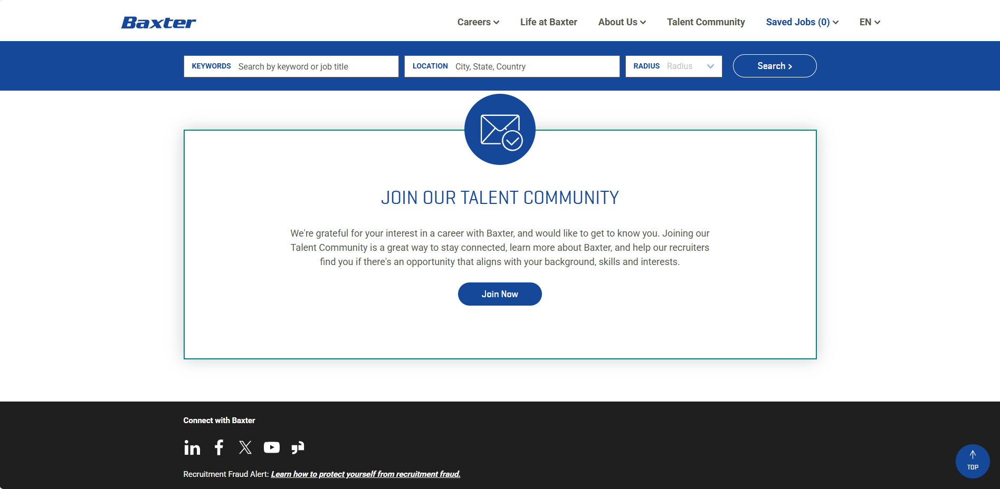 Baxter
Careers
Life at Baxter
About Us
Talent Community
Saved Jobs (0)
EN
KEYWORDS Search by keyword or job title
LOCATION City, State, Country
RADIUS Radius
Search
JOIN OUR TALENT COMMUNITY
We're grateful for your interest in a career with Baxter, and would like to get to know you. Joining our
Talent Community is a great way to stay connected, learn more about Baxter, and help our recruiters
find you if there's an opportunity that aligns with your background, skills and interests.
Join Now
Connect with Baxter
Recruitment Fraud Alert: Learn how to protect yourself from recruitment fraud.
TOP